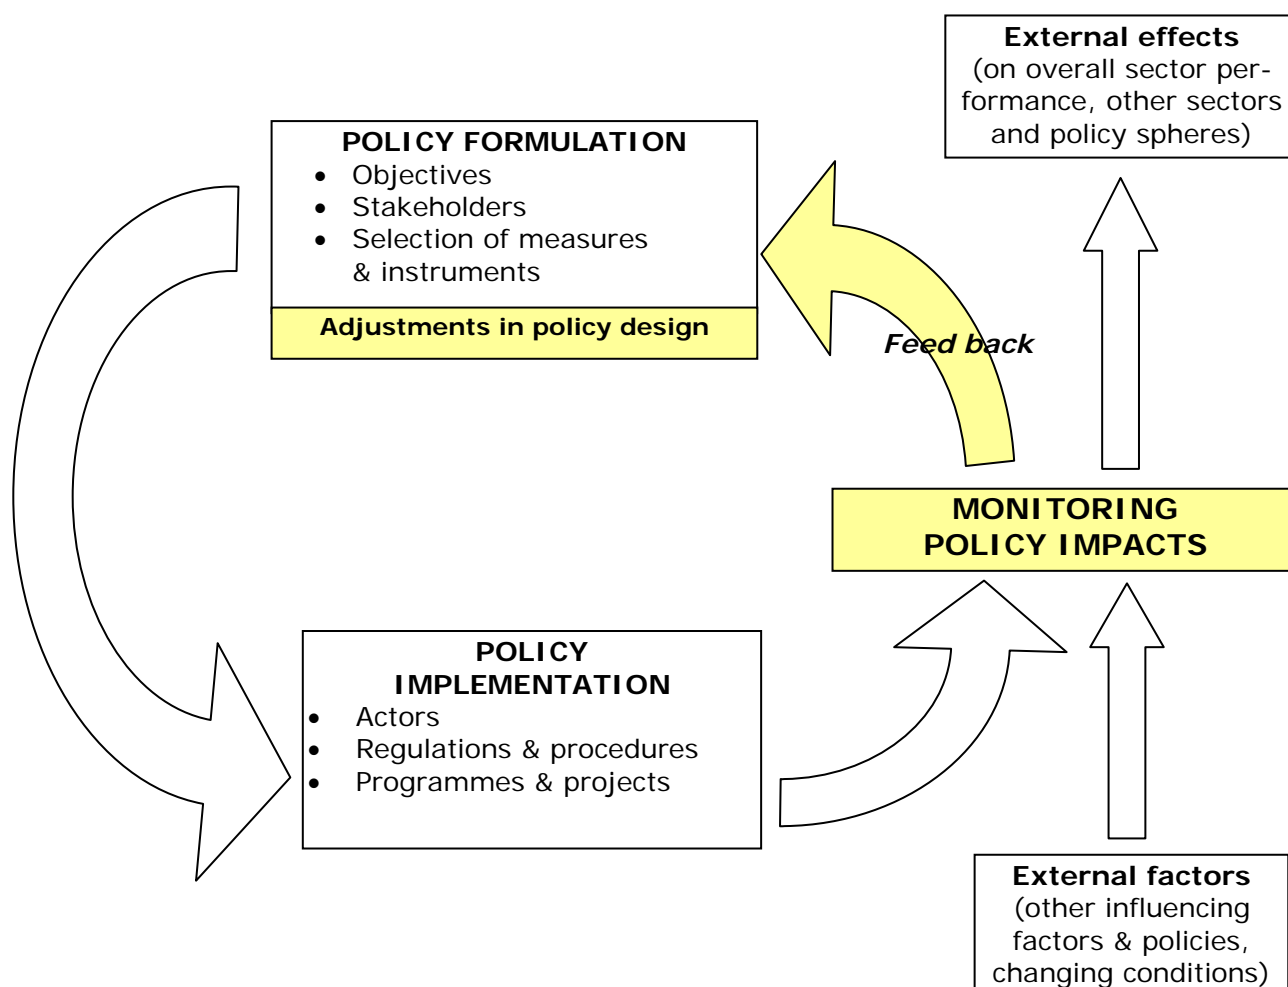 External effects
(on overall sector per-
formance, other sectors
and policy spheres)
POLICY FORMULATION
• Objectives
• Stakeholders
• Selection of measures
& instruments
Adjustments in policy design
Feed back
MONITORING
POLICY IMPACTS
POLICY
IMPLEMENTATION
• Actors
• Regulations & procedures
• Programmes & projects
External factors
(other influencing
factors & policies,
changing conditions)